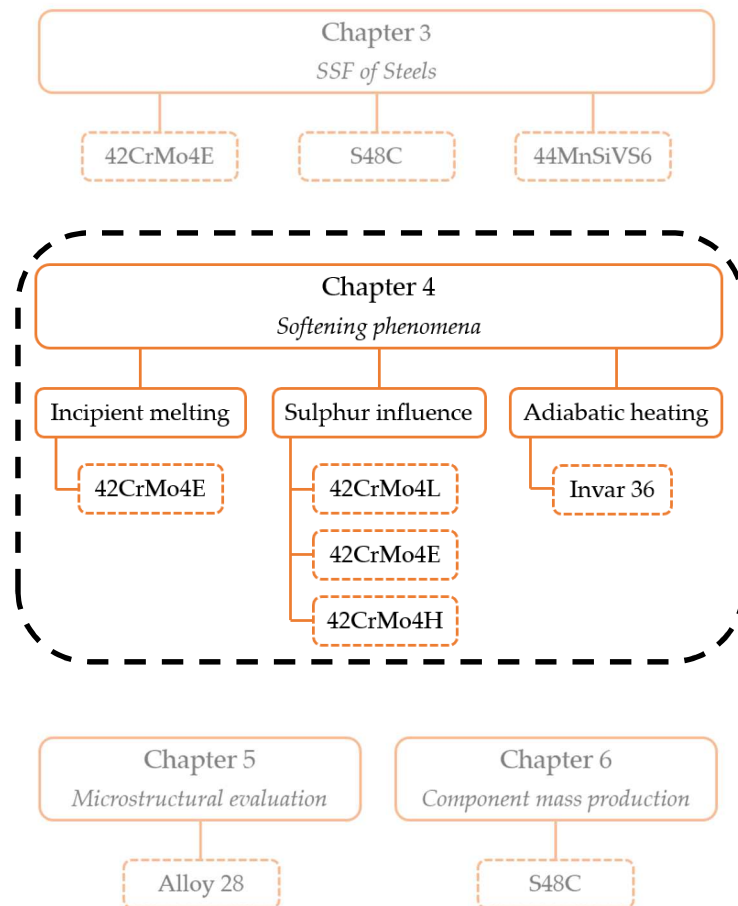 Chapter 3
SSF of Steels
42CrMo4E
S48C
44MnSiVS6
Chapter 4
Softening phenomena
Incipient melting
Sulphur influence
Adiabatic heating
42CrMo4E
42CrMo4L
Invar 36
42CrMo4E
42CrMo4H
Chapter 5
Microstructural evaluation
Alloy 28
Chapter 6
Component mass production
S48C